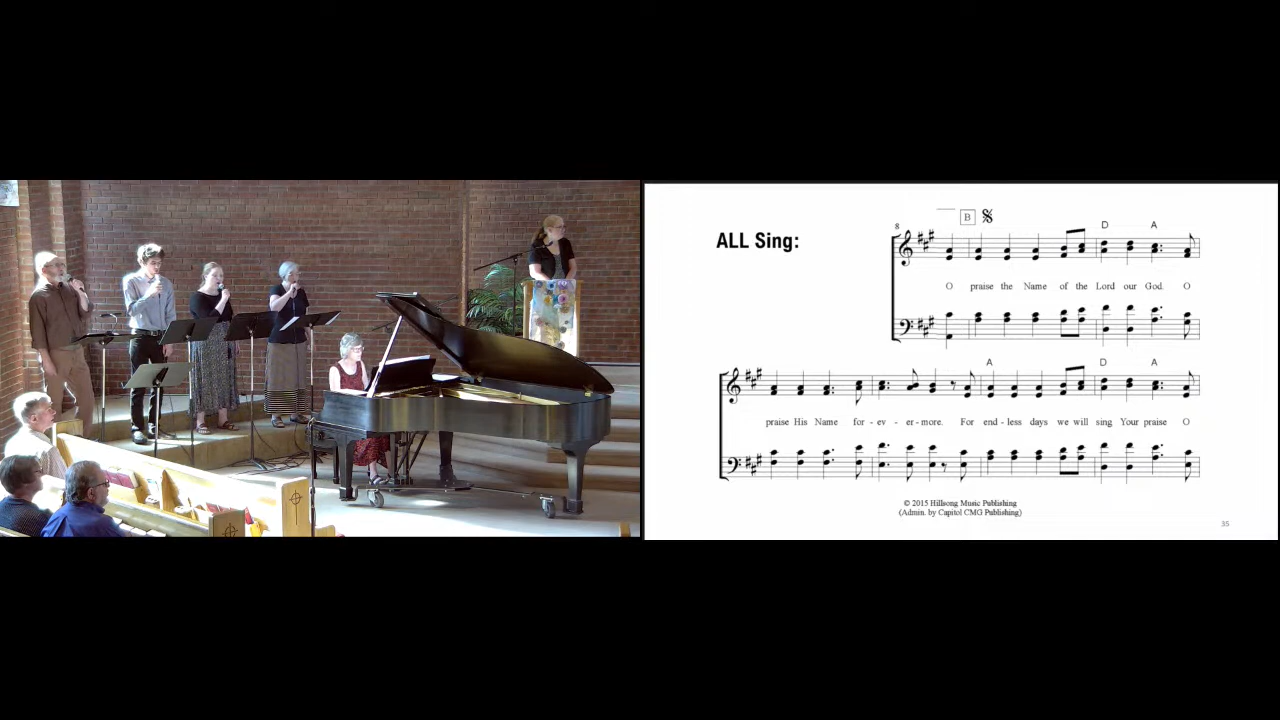 ALL Sing:
B
8 D A
O praise the Name of the Lord our God. O
A D A
praise His Name for - ev - er - more. For end - less days we will sing Your praise O
© 2015 Hillsong Music Publishing
(Admin. by Capitol CMG Publishing)
35